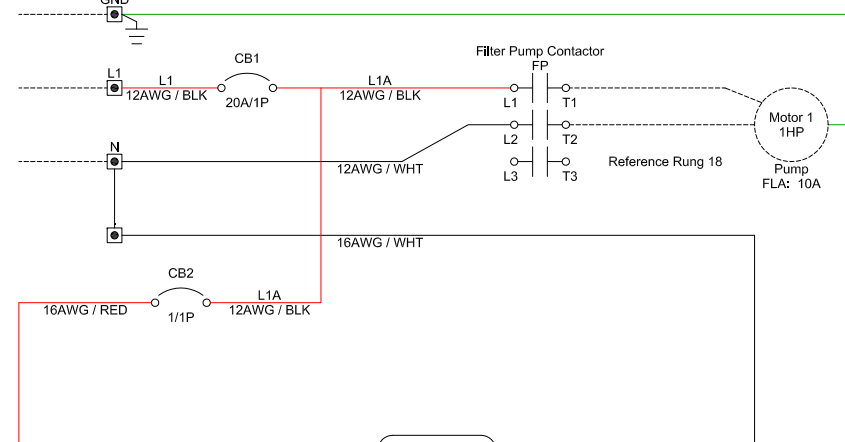 GND
Filter Pump Contactor
FP
CB1
L1
L1
12AWG / BLK
20A/1P
L1A
12AWG / BLK
L1
T1
Motor 1
1HP
L2
T2
N
12AWG / WHT
L3
T3
Reference Rung 18
Pump
FLA: 10A
16AWG / WHT
CB2
16AWG / RED
1/1P
L1A
12AWG / BLK